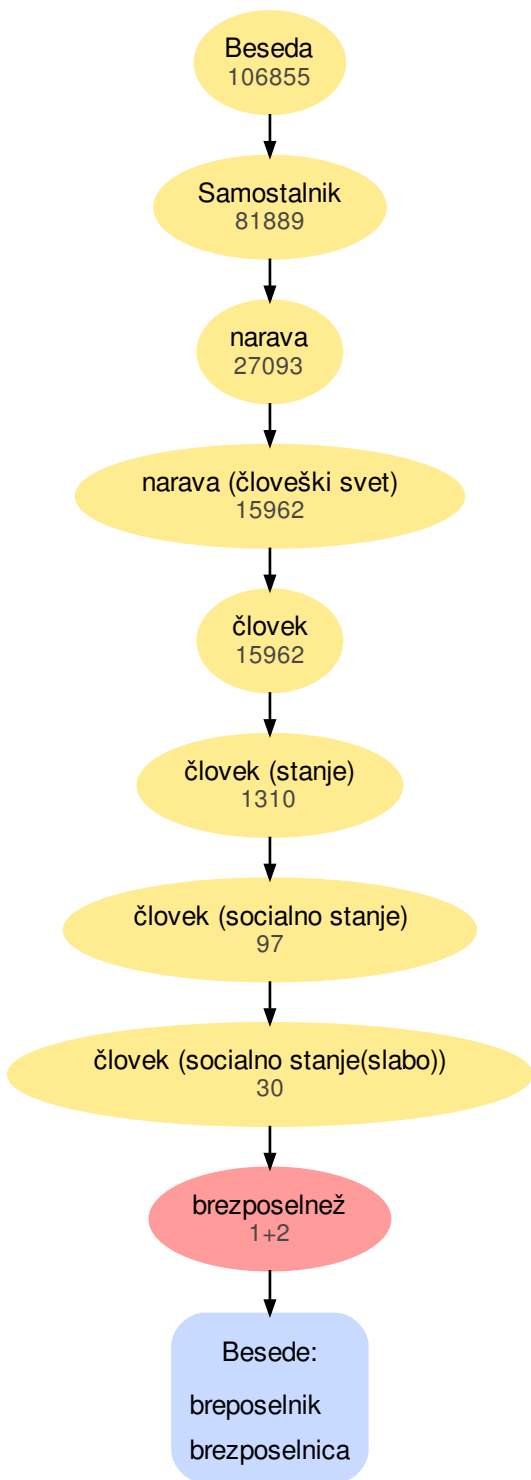 Beseda
106855
Samostalnik
81889
narava
27093
narava (človeški svet)
15962
človek
15962
človek (stanje)
1310
človek (socialno stanje)
97
človek (socialno stanje(slabo))
30
brezposelnež
1+2
Besede:
breposelnik
brezposelnica